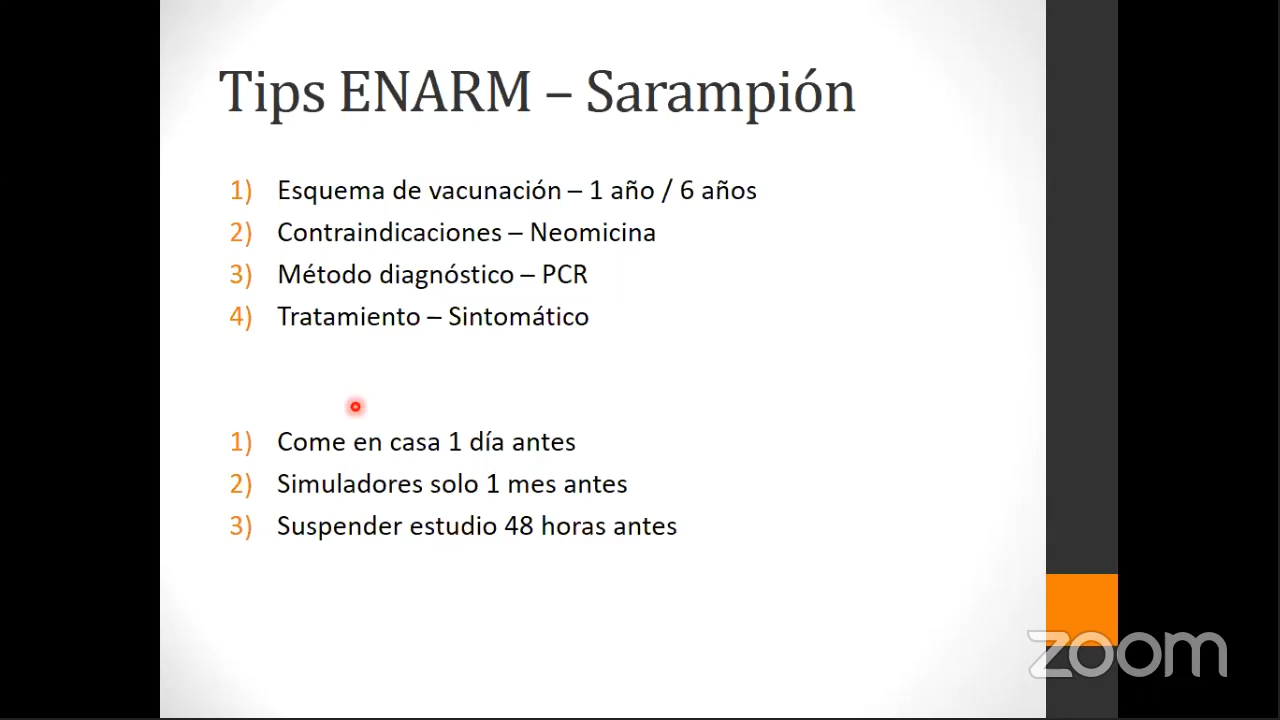 Tips ENARM – Sarampión
1) Esquema de vacunación – 1 año / 6 años
2) Contraindicaciones – Neomicina
3) Método diagnóstico – PCR
4) Tratamiento – Sintomático
1) Come en casa 1 día antes
2) Simuladores solo 1 mes antes
3) Suspender estudio 48 horas antes
zoom